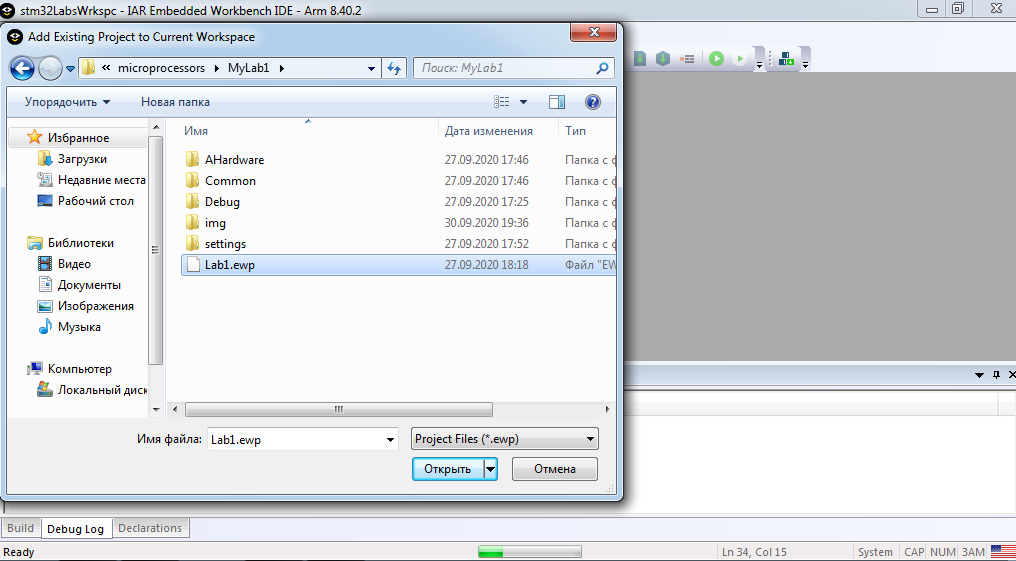 stm32LabsWrkspc - IAR Embedded Workbench IDE - Arm 8.40.2
Add Existing Project to Current Workspace
« microprocessors MyLab1
Поиск: MyLab1
Упорядочить Новая папка
Имя Дата изменения Тип
Избранное
Загрузки
Недавние места
Рабочий стол
Библиотеки
Видео
Документы
Изображения
Музыка
Компьютер
Локальный диск
AHardware 27.09.2020 17:46 Папка с ф
Common 27.09.2020 17:46 Папка с ф
Debug 27.09.2020 17:25 Папка с ф
img 30.09.2020 19:36 Папка с ф
settings 27.09.2020 17:52 Папка с ф
Lab1.ewp 27.09.2020 18:18 Файл "EW
Имя файла: Lab1.ewp Project Files (*.ewp)
Открыть Отмена
Build Debug Log Declarations
Ready Ln 34, Col 15 System CAP NUM ЗАМ